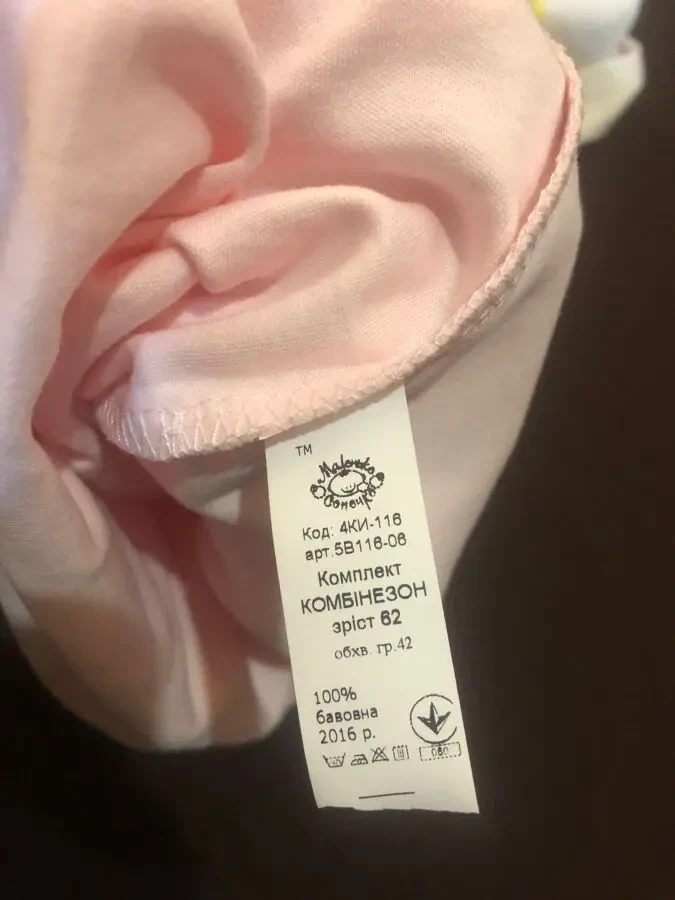 TM
Маленьке
Сонечко
Код: 4КИ-116
арт.5В116-06
Комплект
КОМБІНЕЗОН
зріст 62
обхв. гр.42
100%
бавовна
2016 р.